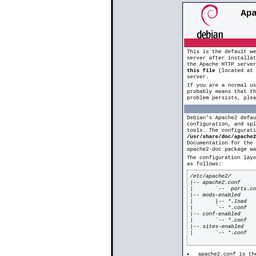 Apa
debian
This is the default we
server after installat
the Apache HTTP server
this file (located at
server.
If you are a normal us
probably means that th
problem persists, plea
Debian's Apache2 defau
configuration, and spl
tools. The configurati
/usr/share/doc/apache2
Documentation for the
apache2-doc package wa
The configuration layo
as follows:
/etc/apache2/
|-- apache2.conf
|       `--  ports.co
|-- mods-enabled
|       |-- *.load
|       `-- *.conf
|-- conf-enabled
|       `-- *.conf
|-- sites-enabled
|       `-- *.conf
• apache2.conf is the